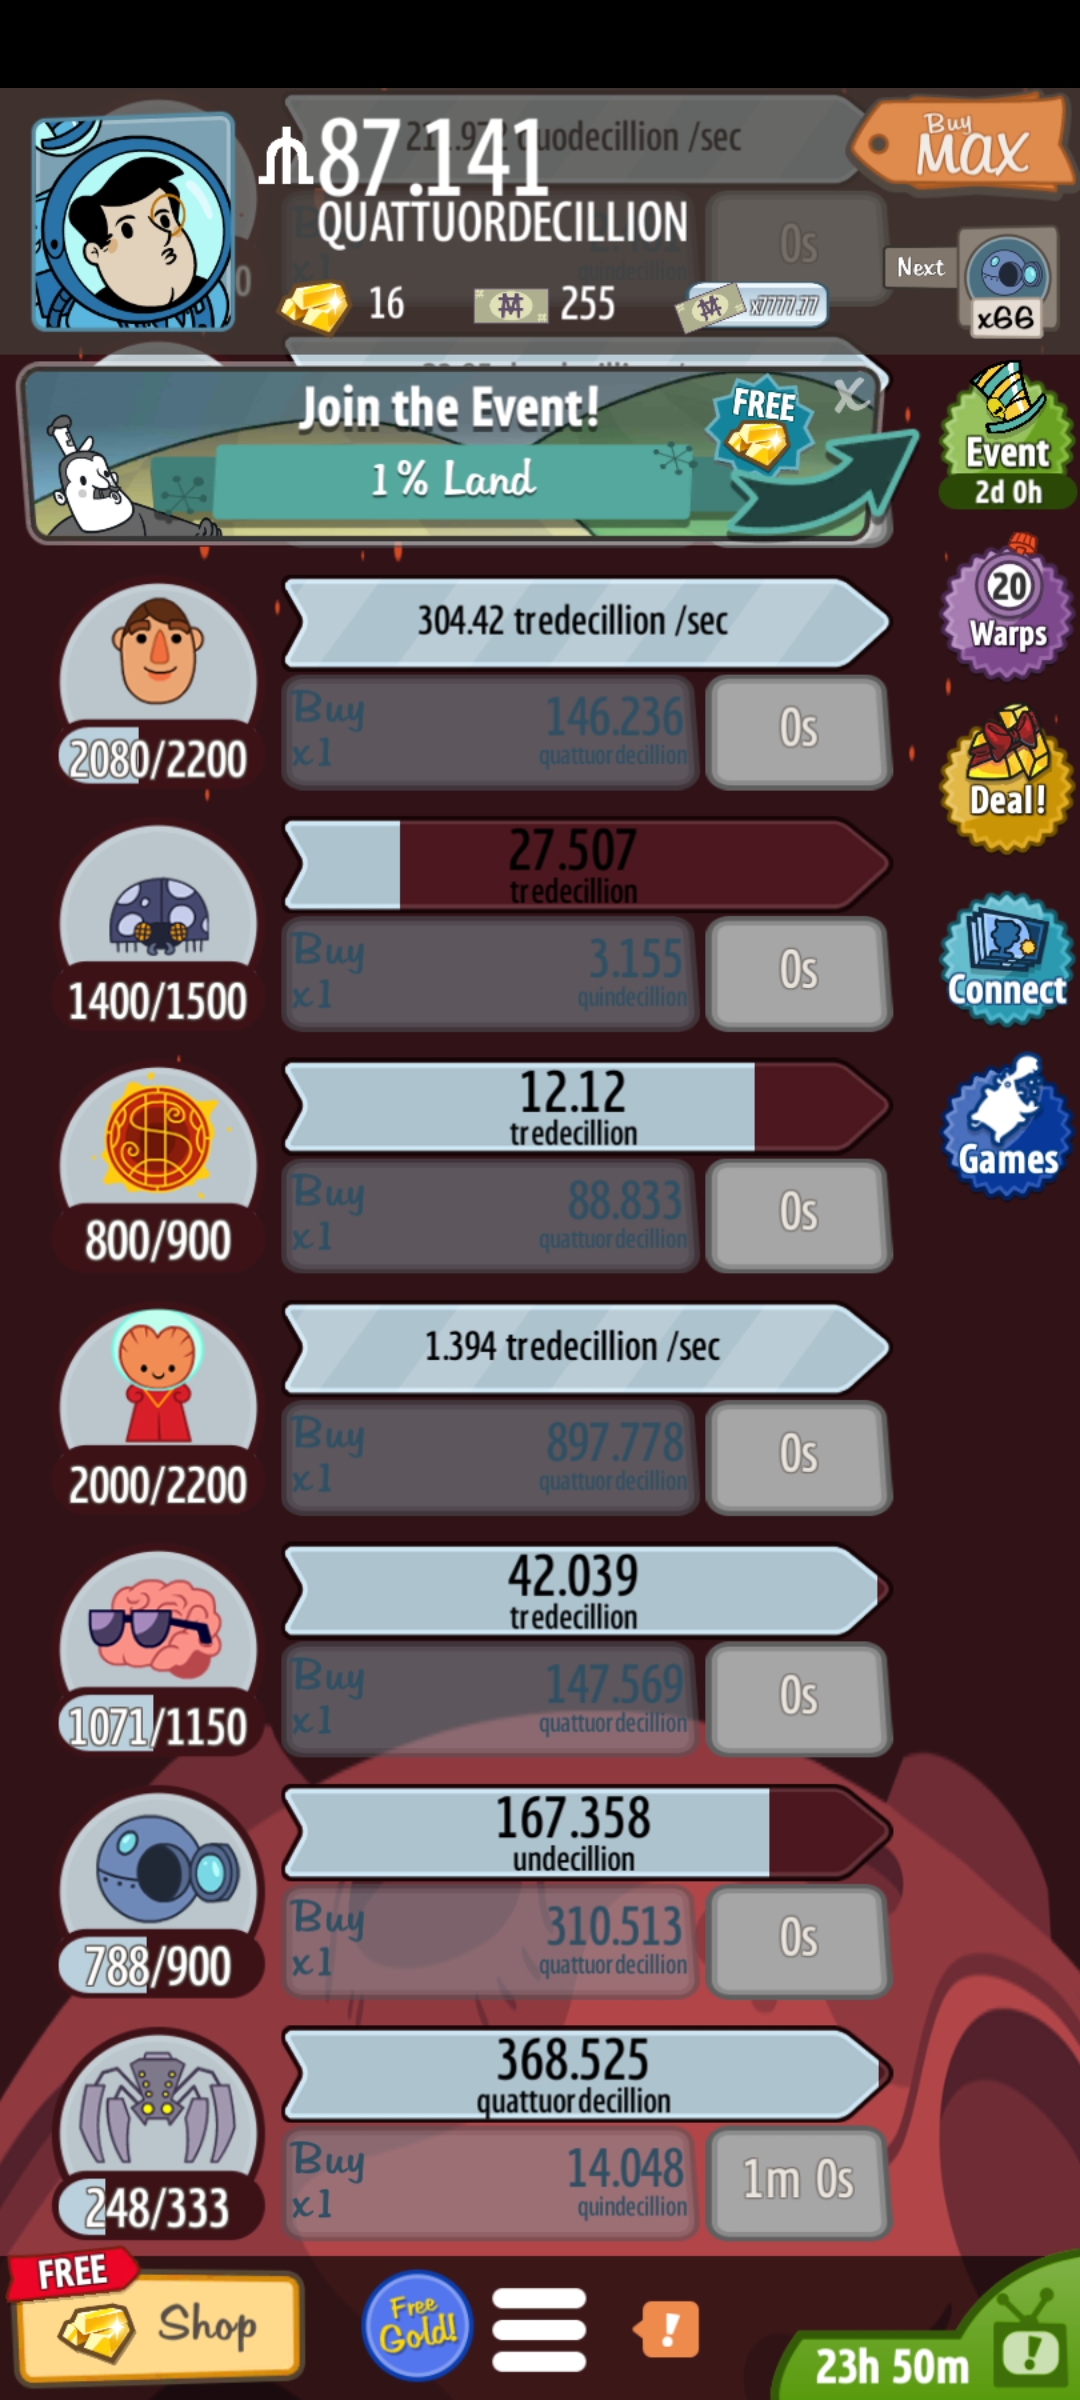 quodecillion /sec
₼87.141
QUATTUORDECILLION
Buy
MAX
0s
16
255
x7777.77
Next
x66
Join the Event!
1% Land
FREE
X
Event
2d 0h
304.42 tredecillion /sec
2080/2200
Buy
x1
146.236
quattuordecillion
0s
20
Warps
Deal!
27.507
tredecillion
1400/1500
Buy
x1
3.155
quindecillion
0s
Connect
12.12
tredecillion
800/900
Buy
x1
88.833
quattuordecillion
0s
Games
1.394 tredecillion /sec
2000/2200
Buy
x1
897.778
quattuordecillion
0s
42.039
tredecillion
1071/1150
Buy
x1
147.569
quattuordecillion
0s
167.358
undecillion
788/900
Buy
x1
310.513
quattuordecillion
0s
368.525
quattuordecillion
248/333
Buy
x1
14.048
quindecillion
1m 0s
FREE
Shop
Free
Gold!
!
23h 50m
!